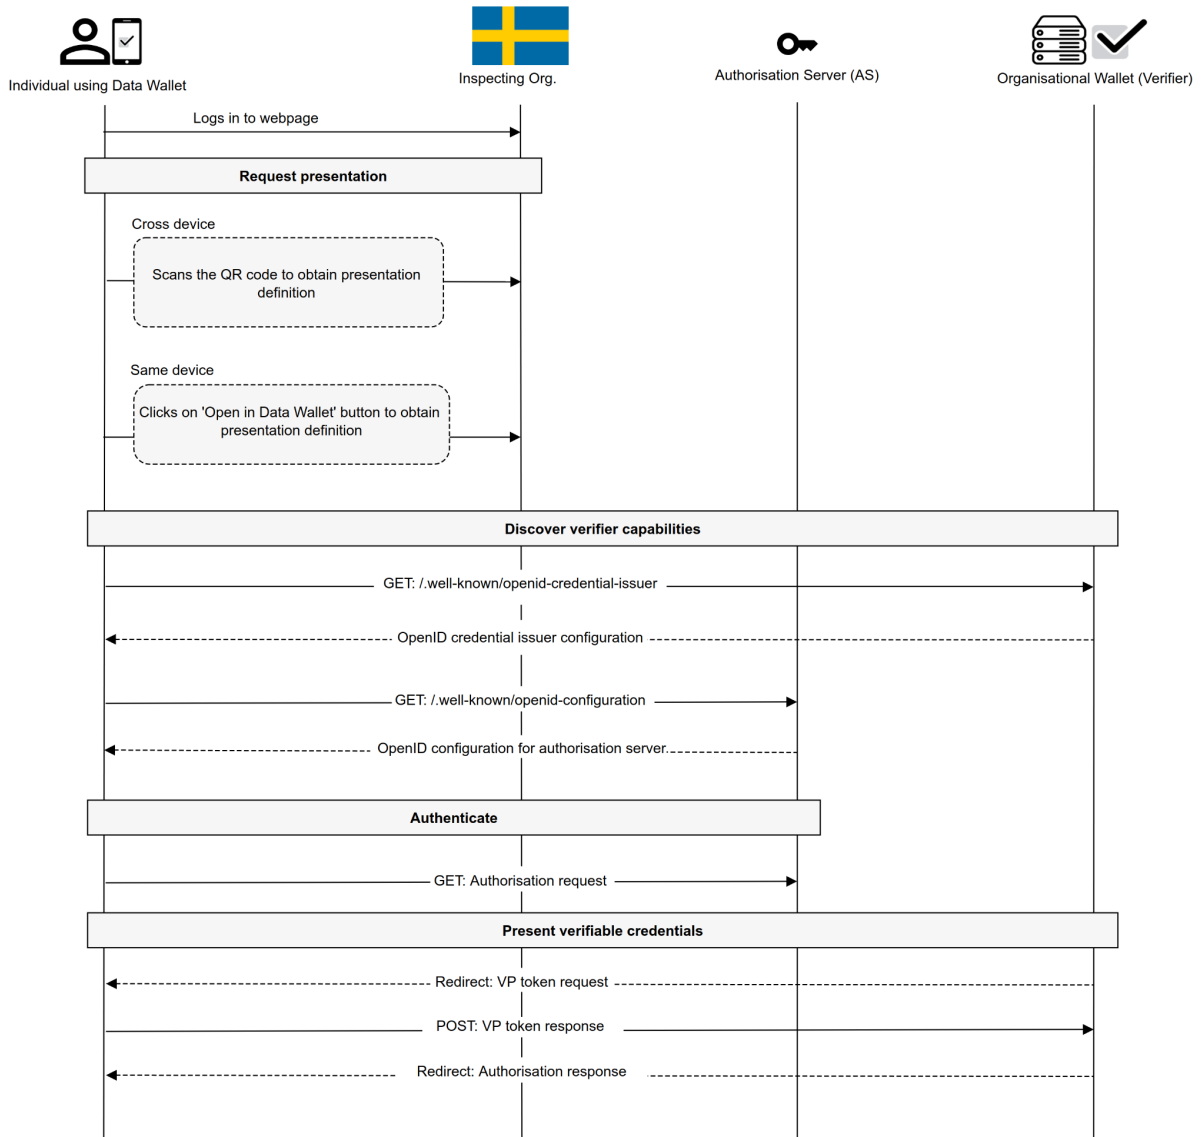 Individual using Data Wallet
Inspecting Org.
Authorisation Server (AS)
Organisational Wallet (Verifier)
Logs in to webpage
Request presentation
Cross device
Scans the QR code to obtain presentation
definition
Same device
Clicks on 'Open in Data Wallet' button to obtain
presentation definition
Discover verifier capabilities
GET: /.well-known/openid-credential-issuer
OpenID credential issuer configuration
GET: /.well-known/openid-configuration
OpenID configuration for authorisation server
Authenticate
GET: Authorisation request
Present verifiable credentials
Redirect: VP token request
POST: VP token response
Redirect: Authorisation response